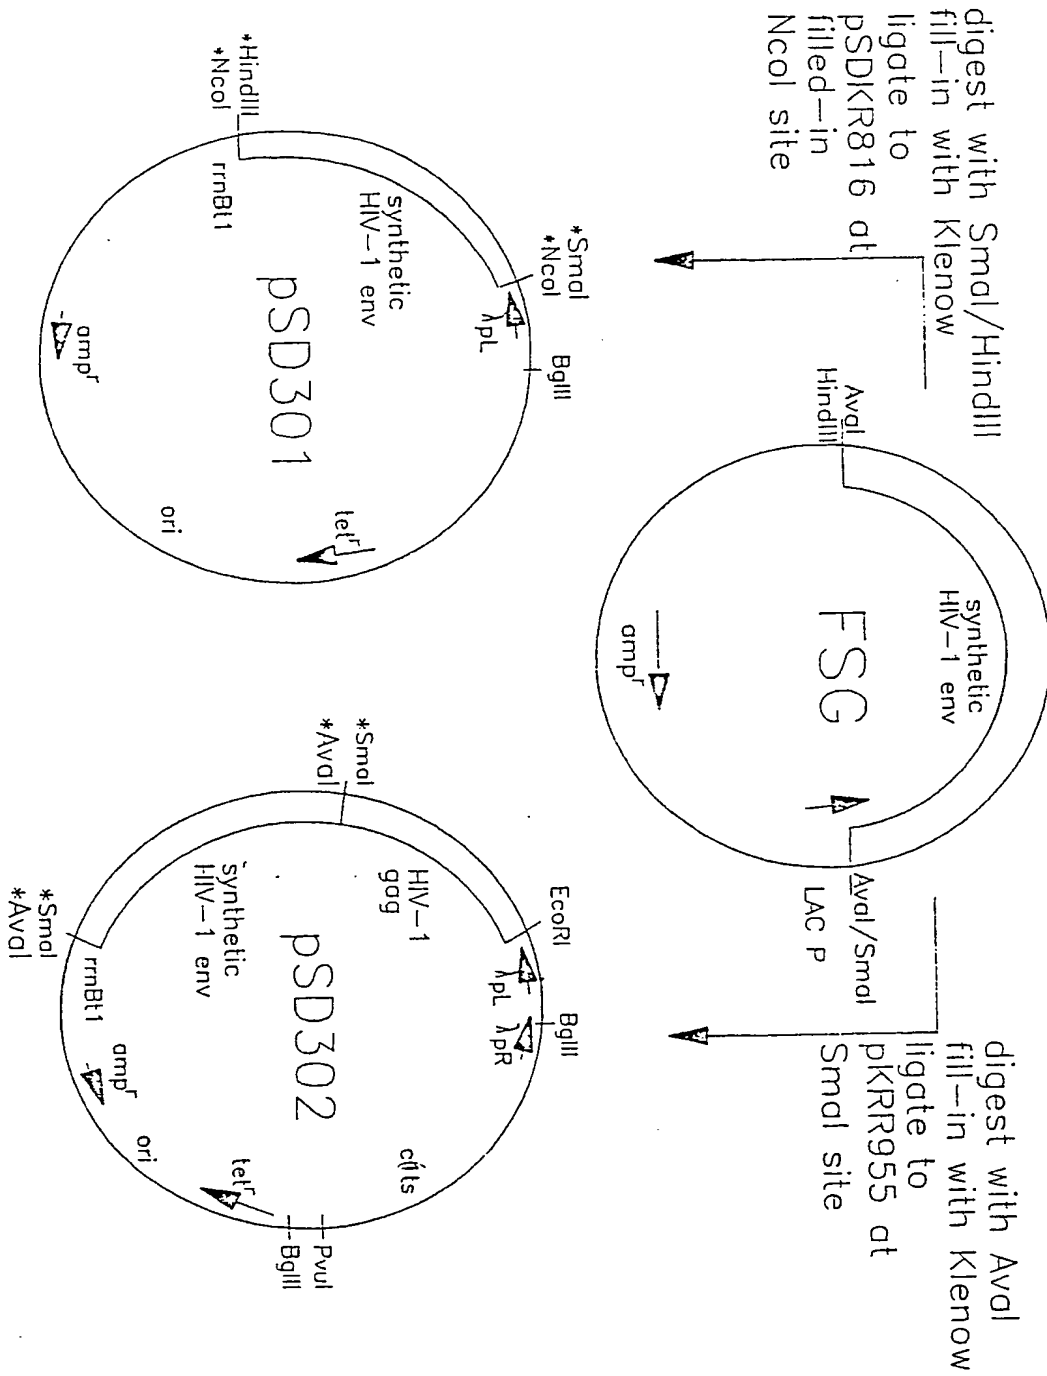 digest with SmaI/HindIII
fill-in with Klenow
ligate to
pSDKR816 at
filled-in
NcoI site
AvaI
HindIII
synthetic
HIV-1 env
FSG
amp^r
AvaI/SmaI
LAC P
digest with AvaI
fill-in with Klenow
ligate to
pKRR955 at
SmaI site
*HindIII
*NcoI
rrnBt1
synthetic
HIV-1 env
*SmaI
*NcoI
λpL
BglII
pSD301
amp^r
ori
tet^r
*SmaI
*AvaI
HIV-1
gag
EcoRI
λpL
BglII
λpR
synthetic
HIV-1 env
*SmaI
*AvaI
rrnBt1
pSD302
amp^r
ori
tet^r
cIts
PvuI
BglII